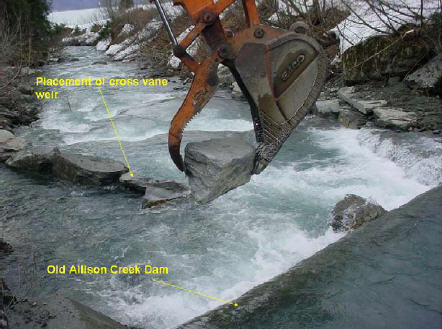 Placement of cross vane
weir
Old Allison Creek Dam